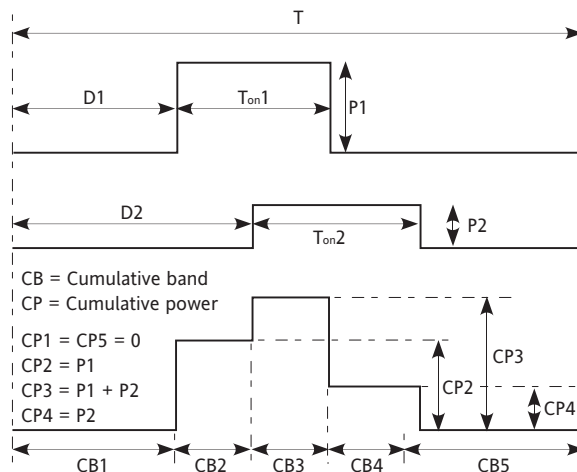 T
D1
Ton1
P1
D2
Ton2
P2
CB = Cumulative band
CP = Cumulative power
CP1 = CP5 = 0
CP2 = P1
CP3 = P1 + P2
CP4 = P2
CP2
CP3
CP4
CB1
CB2
CB3
CB4
CB5